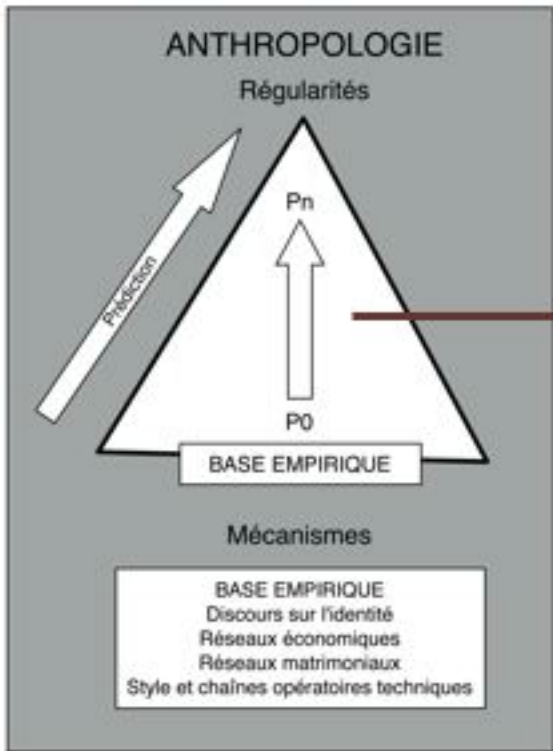 ANTHROPOLOGIE
Régularités
Pn
Prédiction
P0
BASE EMPIRIQUE
Mécanismes
BASE EMPIRIQUE
Discours sur l'identité
Réseaux économiques
Réseaux matrimoniaux
Style et chaînes opératoires techniques